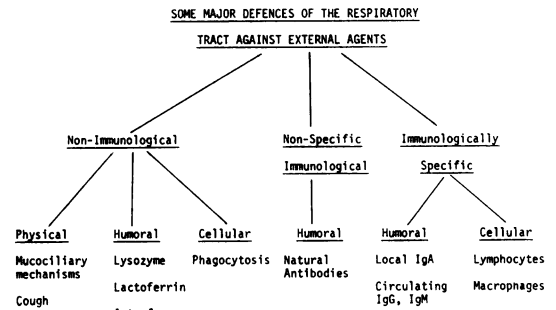 SOME MAJOR DEFENCES OF THE RESPIRATORY
TRACT AGAINST EXTERNAL AGENTS
Non-Immunological
Non-Specific
Immunological
Immunologically
Specific
Physical
Mucociliary
mechanisms
Cough
Humoral
Lysozyme
Lactoferrin
Cellular
Phagocytosis
Humoral
Natural
Antibodies
Humoral
Local IgA
Circulating
IgG, IgM
Cellular
Lymphocytes
Macrophages